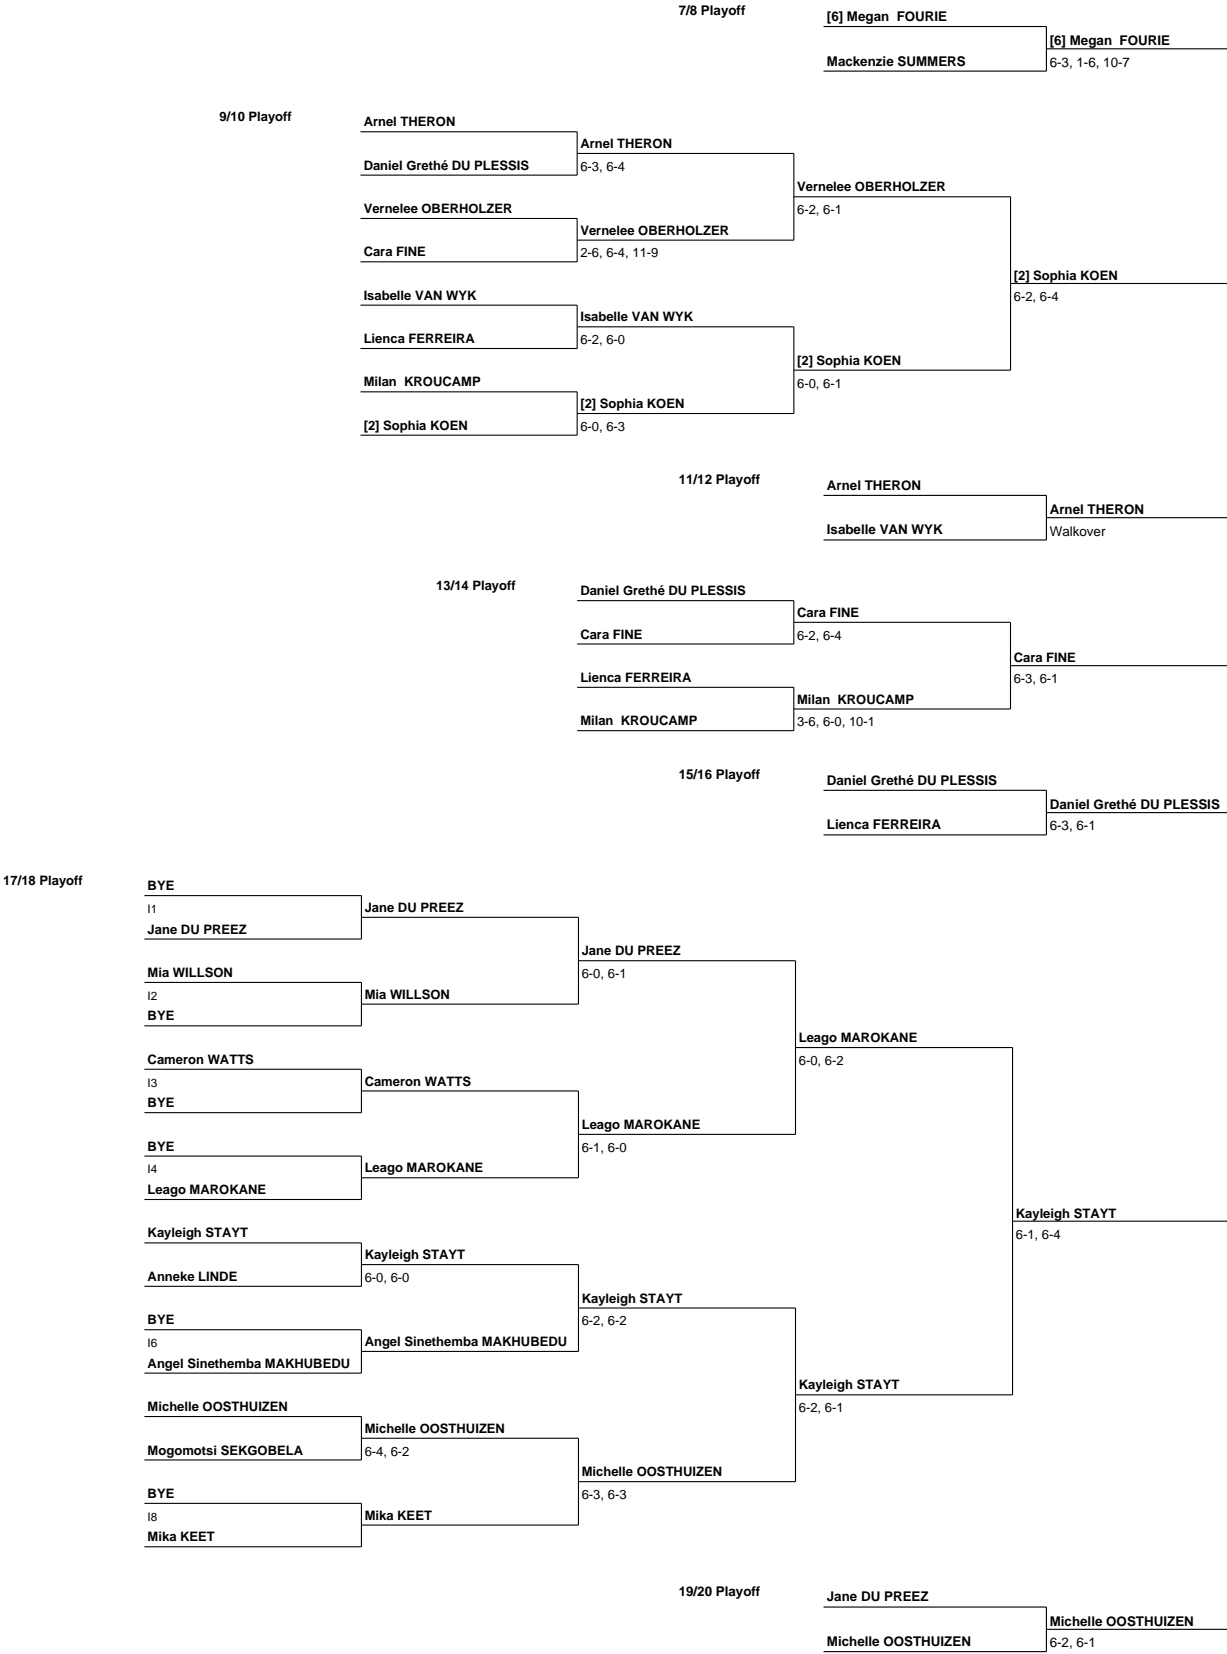 7/8 Playoff
[6] Megan  FOURIE
[6] Megan  FOURIE
Mackenzie SUMMERS
6-3, 1-6, 10-7
9/10 Playoff
Arnel THERON
Arnel THERON
Daniel Grethé DU PLESSIS
6-3, 6-4
Vernelee OBERHOLZER
Vernelee OBERHOLZER
6-2, 6-1
Vernelee OBERHOLZER
Cara FINE
2-6, 6-4, 11-9
[2] Sophia KOEN
6-2, 6-4
Isabelle VAN WYK
Isabelle VAN WYK
Lienca FERREIRA
6-2, 6-0
[2] Sophia KOEN
6-0, 6-1
Milan  KROUCAMP
[2] Sophia KOEN
[2] Sophia KOEN
6-0, 6-3
11/12 Playoff
Arnel THERON
Arnel THERON
Isabelle VAN WYK
Walkover
13/14 Playoff
Daniel Grethé DU PLESSIS
Cara FINE
Cara FINE
6-2, 6-4
Cara FINE
6-3, 6-1
Lienca FERREIRA
Milan  KROUCAMP
Milan  KROUCAMP
3-6, 6-0, 10-1
15/16 Playoff
Daniel Grethé DU PLESSIS
Daniel Grethé DU PLESSIS
Lienca FERREIRA
6-3, 6-1
17/18 Playoff
BYE
I1
Jane DU PREEZ
Jane DU PREEZ
Jane DU PREEZ
6-0, 6-1
Mia WILLSON
I2
Mia WILLSON
BYE
Leago MAROKANE
6-0, 6-2
Cameron WATTS
I3
Cameron WATTS
BYE
Leago MAROKANE
6-1, 6-0
BYE
I4
Leago MAROKANE
Leago MAROKANE
Kayleigh STAYT
6-1, 6-4
Kayleigh STAYT
Kayleigh STAYT
Anneke LINDE
6-0, 6-0
Kayleigh STAYT
6-2, 6-2
BYE
I6
Angel Sinethemba MAKHUBEDU
Angel Sinethemba MAKHUBEDU
Kayleigh STAYT
6-2, 6-1
Michelle OOSTHUIZEN
Michelle OOSTHUIZEN
Mogomotsi SEKGOBELA
6-4, 6-2
Michelle OOSTHUIZEN
6-3, 6-3
BYE
I8
Mika KEET
Mika KEET
19/20 Playoff
Jane DU PREEZ
Michelle OOSTHUIZEN
Michelle OOSTHUIZEN
6-2, 6-1